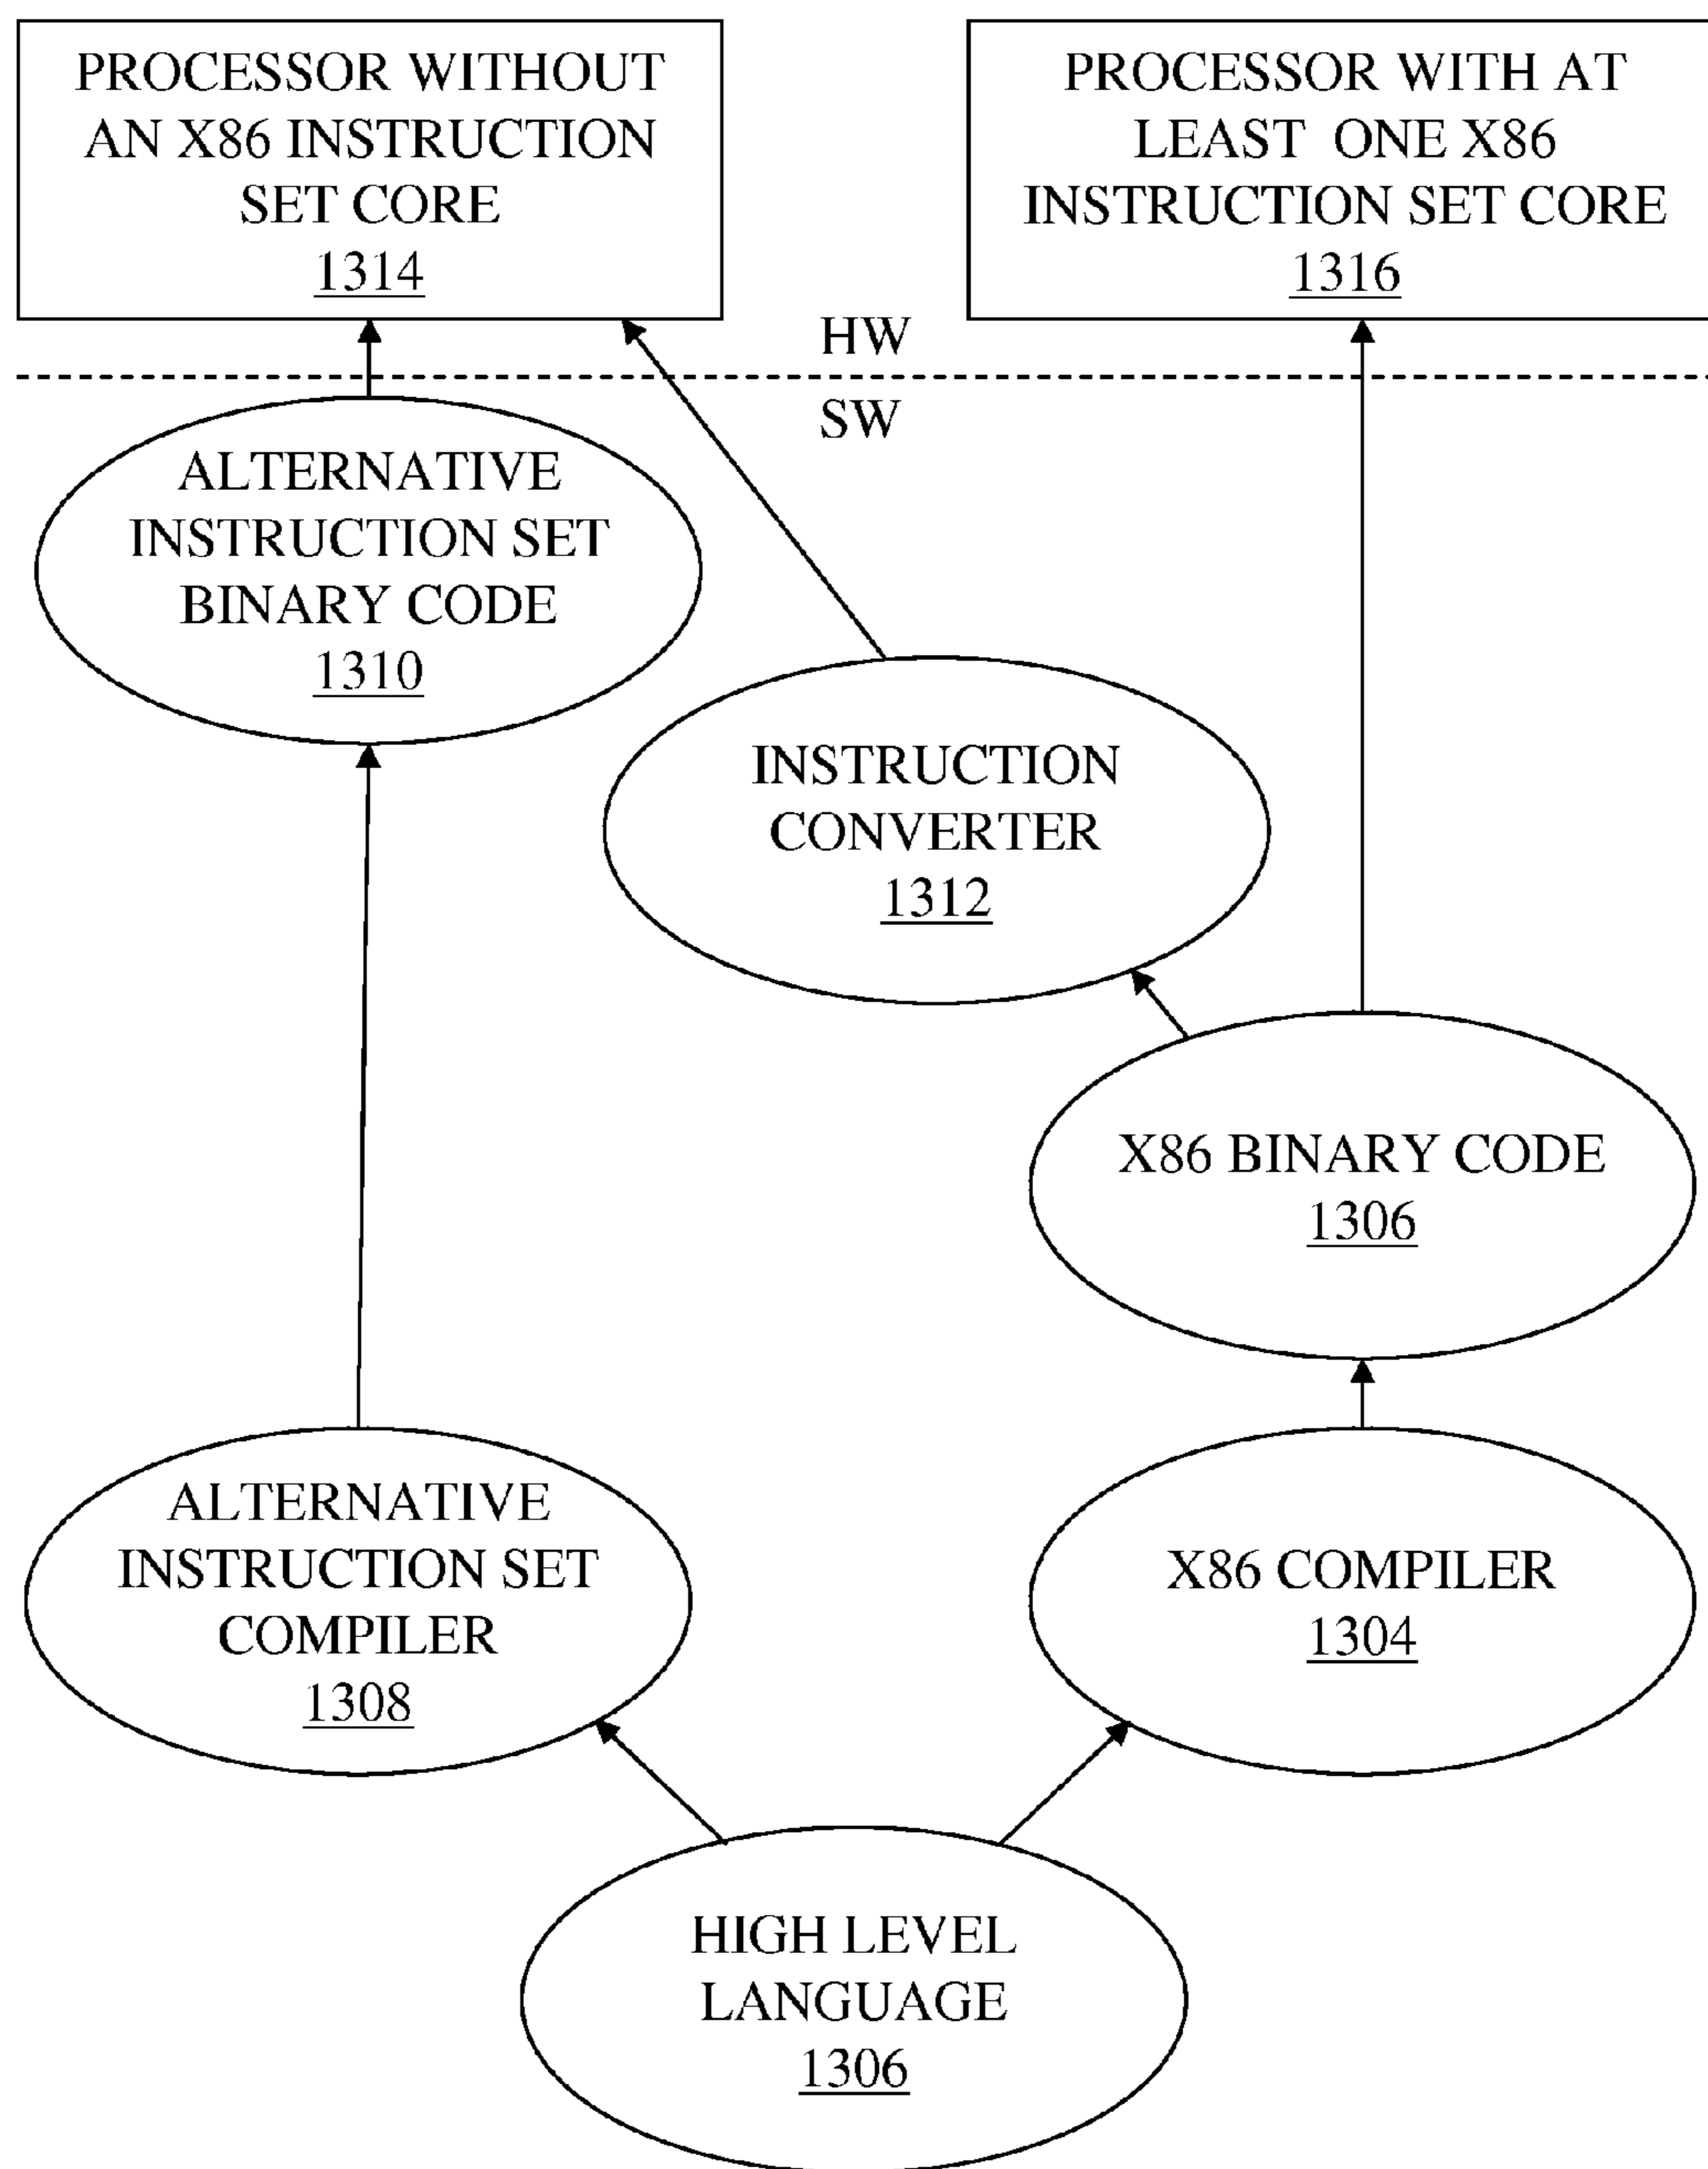 PROCESSOR WITHOUT
AN X86 INSTRUCTION
SET CORE
1314
PROCESSOR WITH AT
LEAST ONE X86
INSTRUCTION SET CORE
1316
HW
SW
ALTERNATIVE
INSTRUCTION SET
BINARY CODE
1310
INSTRUCTION
CONVERTER
1312
X86 BINARY CODE
1306
ALTERNATIVE
INSTRUCTION SET
COMPILER
1308
X86 COMPILER
1304
HIGH LEVEL
LANGUAGE
1306